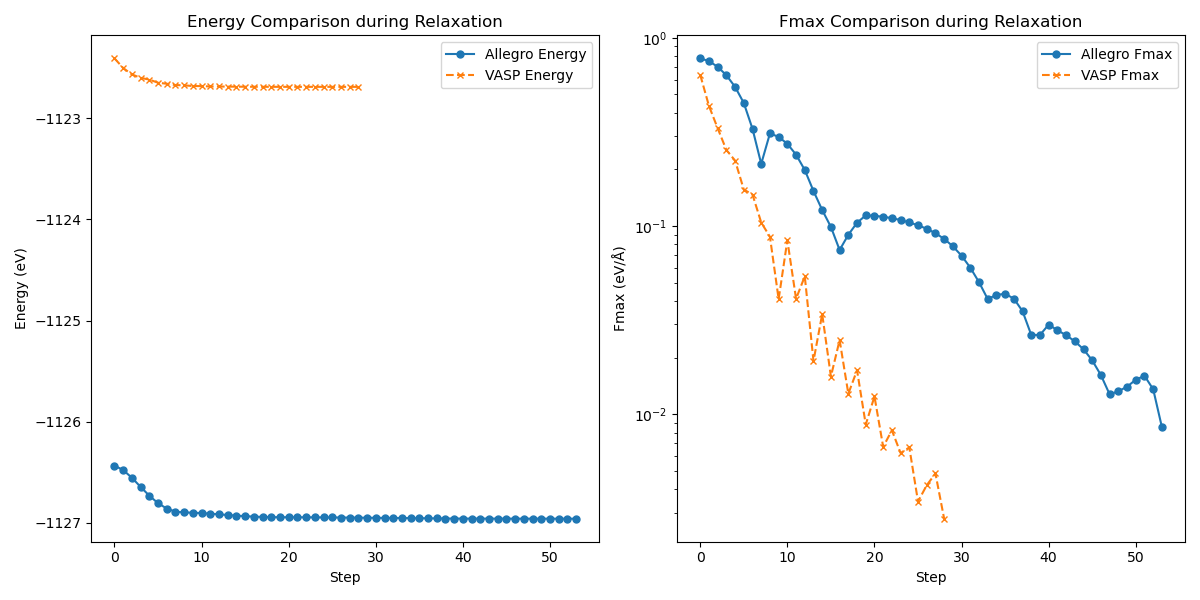 Energy Comparison during Relaxation
Allegro Energy
VASP Energy
−1123
−1124
−1125
−1126
−1127
Energy (eV)
0 10 20 30 40 50
Step
Fmax Comparison during Relaxation
Allegro Fmax
VASP Fmax
10⁰
10⁻¹
10⁻²
Fmax (eV/Å)
0 10 20 30 40 50
Step